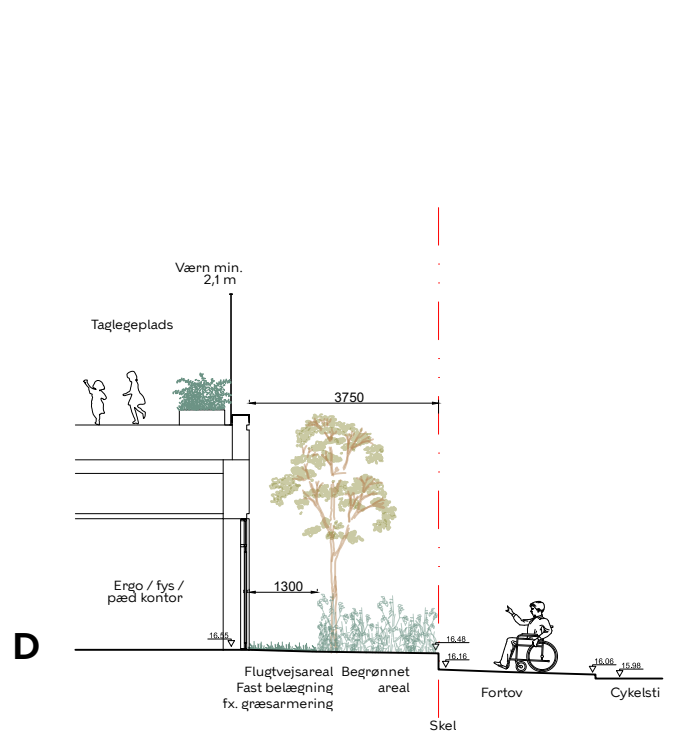 Værn min.
2,1 m
Taglegeplads
3750
1300
Ergo / fys /
pæd kontor
D
16,55
16,48
16,16
16,06
15,98
Flugtvejsareal
Fast belægning
fx. græsarmering
Begrønnet
areal
Fortov
Cykelsti
Skel